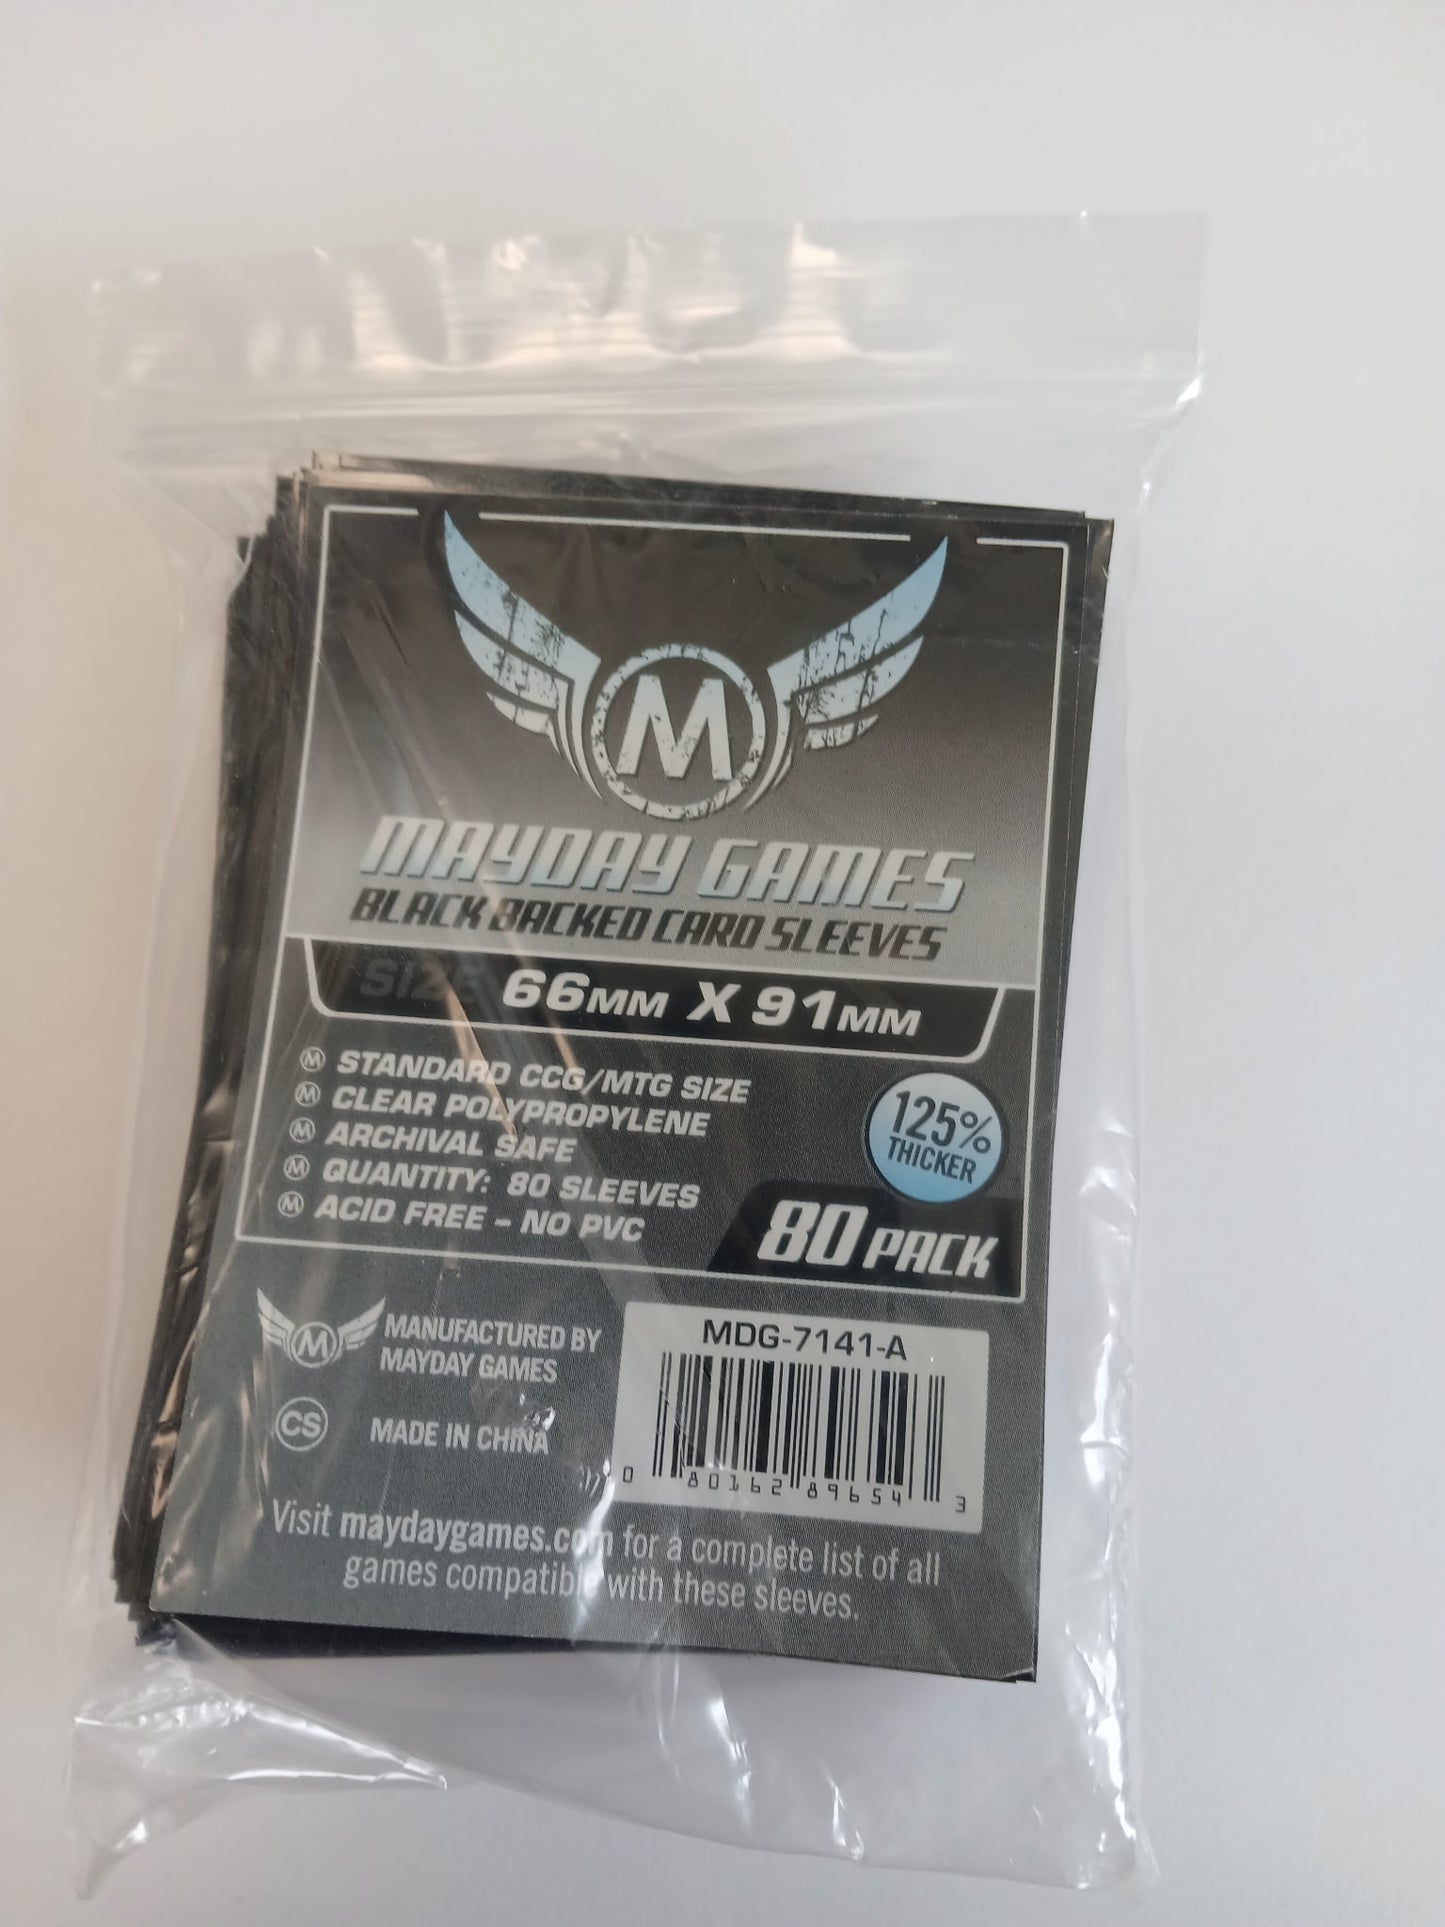 M
MAYDAY GAMES
BLACK BACKED CARD SLEEVES
SIZE 66MM X 91MM
M STANDARD CCG/MTG SIZE
M CLEAR POLYPROPYLENE
M ARCHIVAL SAFE
M QUANTITY: 80 SLEEVES
M ACID FREE - NO PVC
125%
THICKER
80 PACK
M MANUFACTURED BY
MAYDAY GAMES
CS MADE IN CHINA
MDG-7141-A
0 80162 89654 3
Visit maydaygames.com for a complete list of all
games compatible with these sleeves.